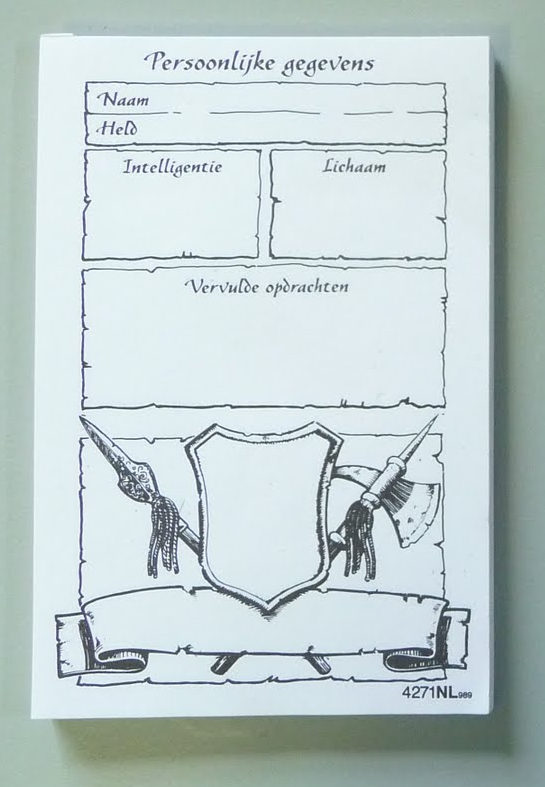 Persoonlijke gegevens
Naam
Held
Intelligentie
Lichaam
Vervulde opdrachten
4271NL989